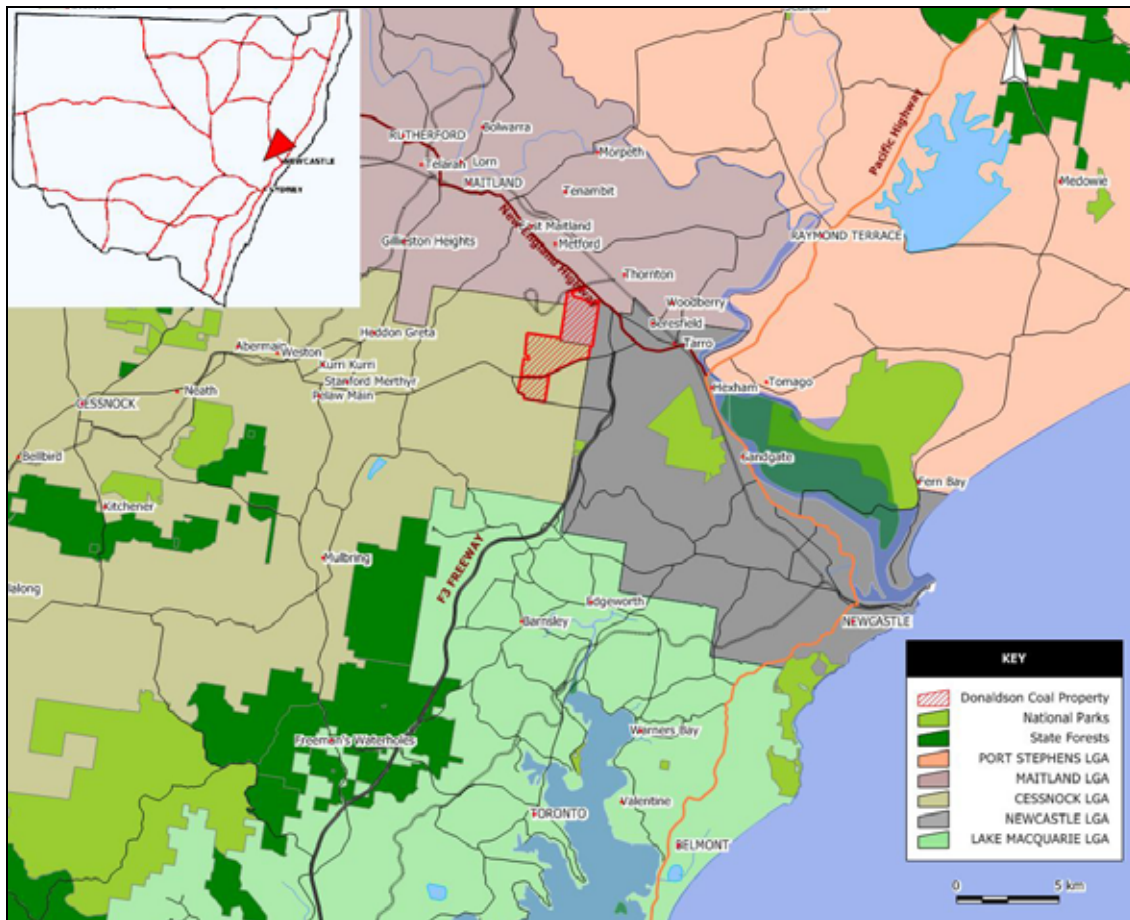 NEWCASTLE
SYDNEY
Pacific Highway
Bolwarra
RUTHERFORD
Lorn
Telarah
Morpeth
MAITLAND
Tenambit
Medowie
New England Highway
East Maitland
Metford
RAYMOND TERRACE
Gillieston Heights
Thornton
Woodberry
Beresfield
Tarro
Heddon Greta
Abermain
Weston
Kurri Kurri
Stanford Merthyr
Pelaw Main
Neath
CESSNOCK
Hexham
Tomago
Bellbird
Sandgate
Fern Bay
Kitchener
F3 FREEWAY
Mulbring
Edgeworth
Barnsley
NEWCASTLE
Freeman's Waterholes
Warners Bay
TORONTO
Valentine
BELMONT
KEY
Donaldson Coal Property
National Parks
State Forests
PORT STEPHENS LGA
MAITLAND LGA
CESSNOCK LGA
NEWCASTLE LGA
LAKE MACQUARIE LGA
0 5 km